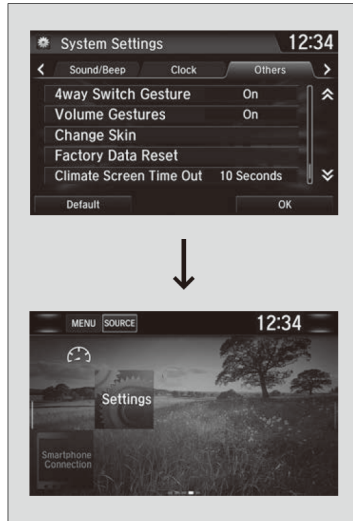 System Settings 12:34
Sound/Beep Clock Others
4way Switch Gesture On
Volume Gestures On
Change Skin
Factory Data Reset
Climate Screen Time Out 10 Seconds
Default OK
MENU SOURCE 12:34
Settings
Smartphone
Connection